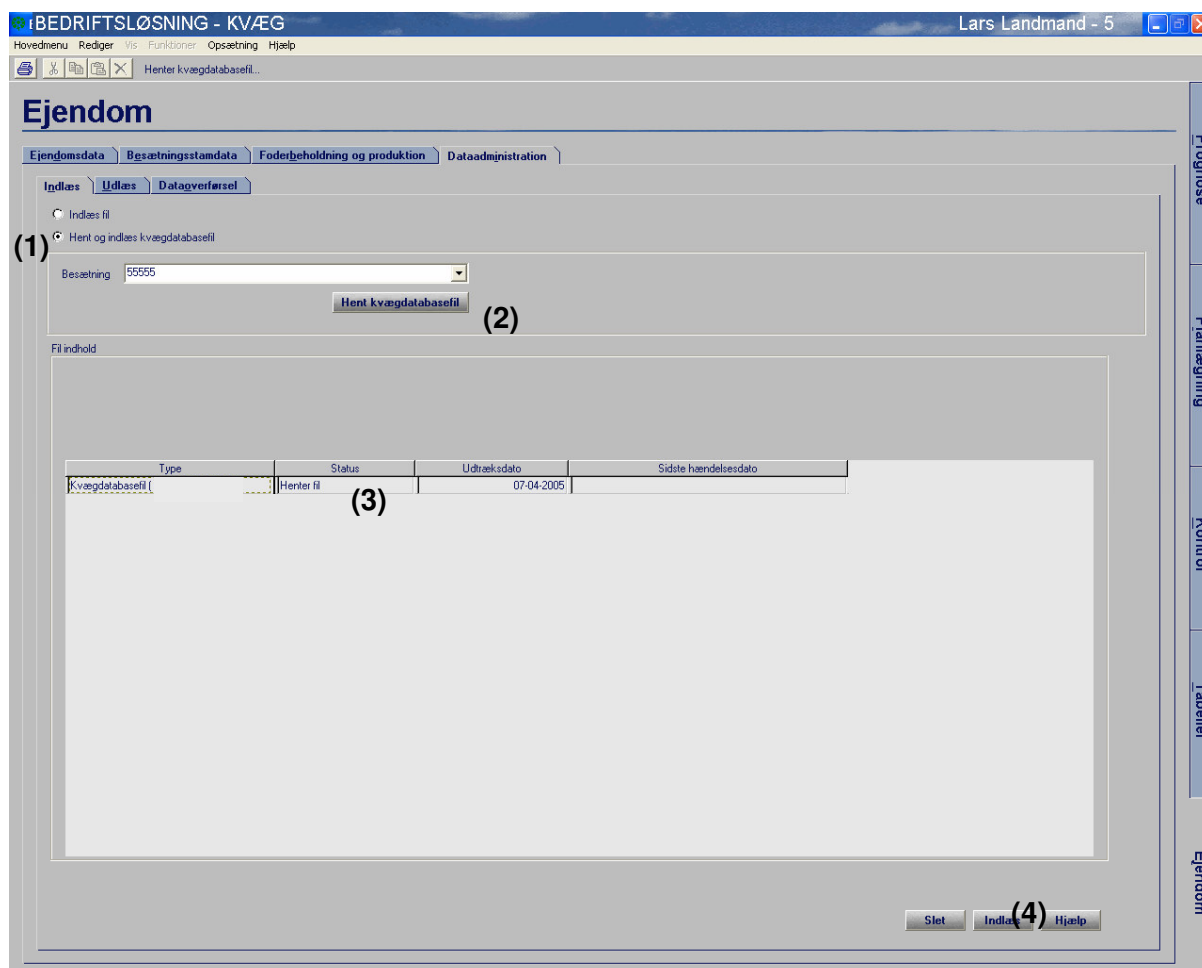 BEDRIFTSLØSNING - KVÆG Lars Landmand - 5
Hovedmenu Rediger Vis Funktioner Opsætning Hjælp
Henter kvægdatabasefil...
Ejendom
Ejendomsdata Besætningsstamdata Foderbeholdning og produktion Dataadministration
Indlæs Udlæs Dataoverførsel
Indlæs fil
(1) Hent og indlæs kvægdatabasefil
Besætning 55555
Hent kvægdatabasefil
(2)
Fil indhold
Type Status Udtræksdato Sidste hændelsesdato
Kvægdatabasefil ( Henter fil 07-04-2005
(3)
Slet Indlæs (4) Hjælp
Prognose
Planlægning
Kontrol
Tabeller
Ejendom